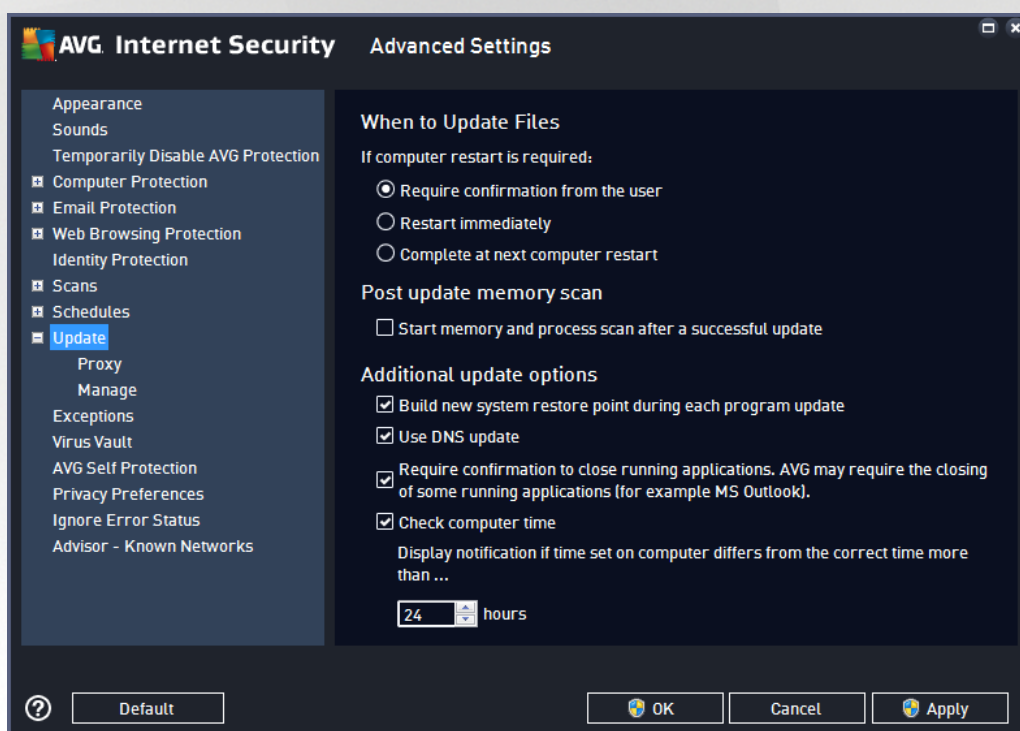 AVG. Internet Security Advanced Settings
Appearance
Sounds
Temporarily Disable AVG Protection
Computer Protection
Email Protection
Web Browsing Protection
Identity Protection
Scans
Schedules
Update
Proxy
Manage
Exceptions
Virus Vault
AVG Self Protection
Privacy Preferences
Ignore Error Status
Advisor - Known Networks
When to Update Files
If computer restart is required:
Require confirmation from the user
Restart immediately
Complete at next computer restart
Post update memory scan
Start memory and process scan after a successful update
Additional update options
Build new system restore point during each program update
Use DNS update
Require confirmation to close running applications. AVG may require the closing
of some running applications (for example MS Outlook).
Check computer time
Display notification if time set on computer differs from the correct time more
than ...
24 hours
? Default OK Cancel Apply